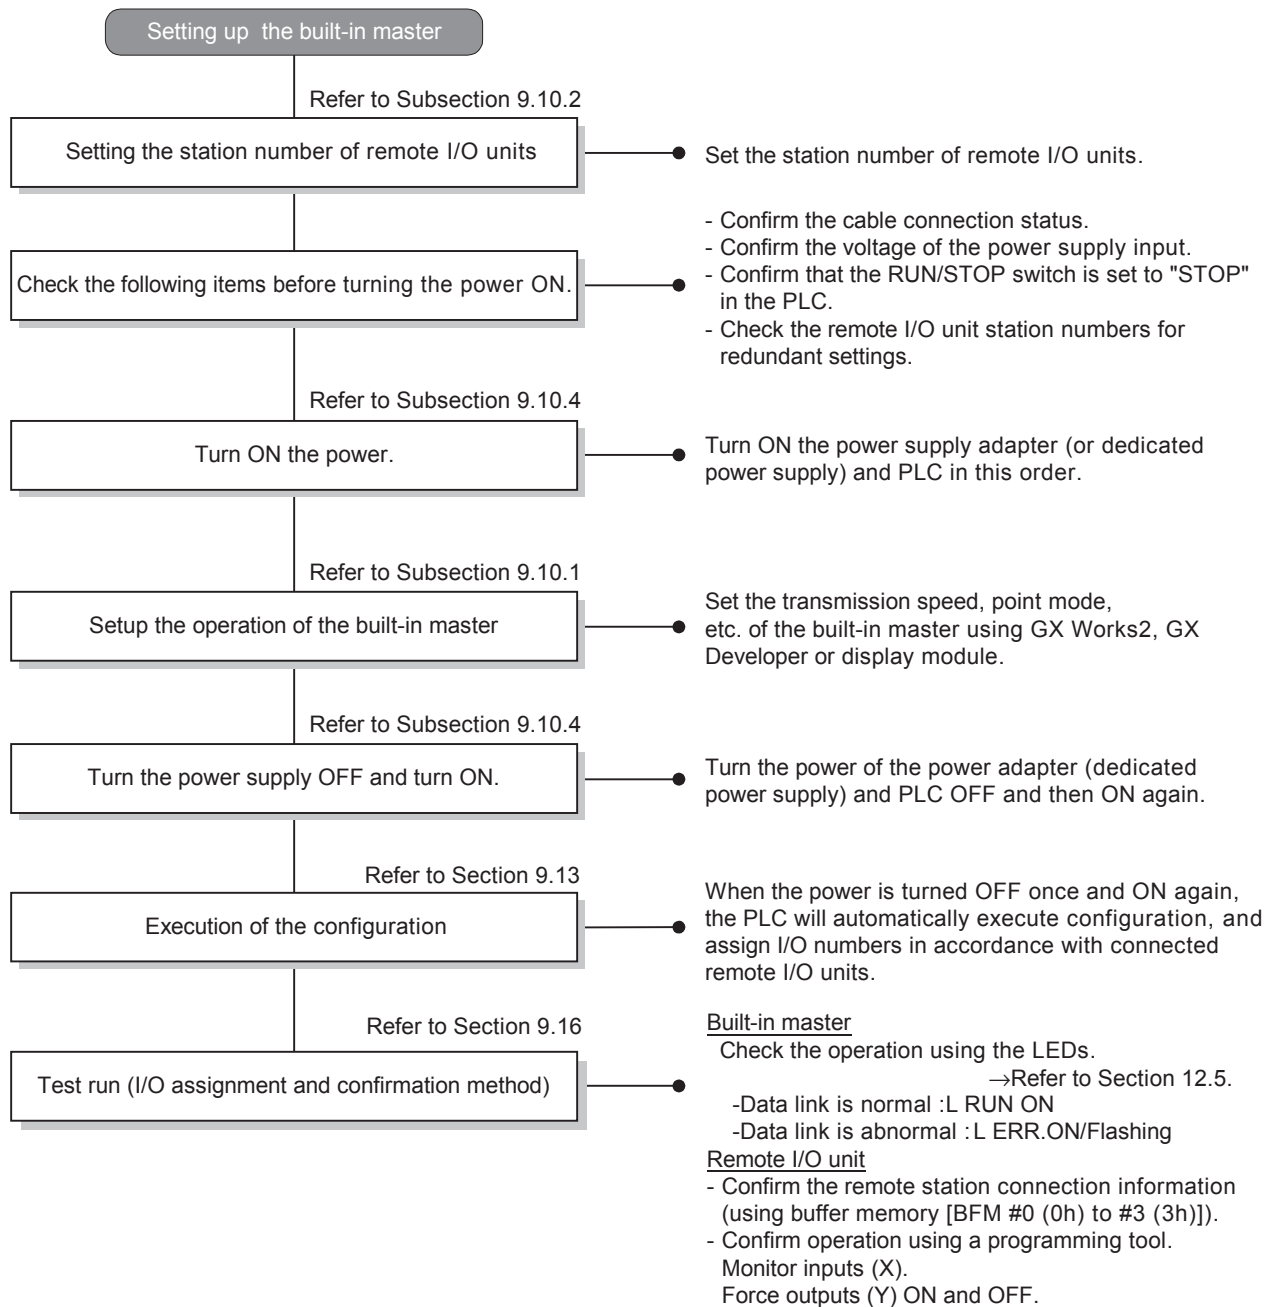 Setting up the built-in master
Refer to Subsection 9.10.2
Setting the station number of remote I/O units
Set the station number of remote I/O units.
Check the following items before turning the power ON.
- Confirm the cable connection status.
- Confirm the voltage of the power supply input.
- Confirm that the RUN/STOP switch is set to "STOP"
in the PLC.
- Check the remote I/O unit station numbers for
redundant settings.
Refer to Subsection 9.10.4
Turn ON the power.
Turn ON the power supply adapter (or dedicated
power supply) and PLC in this order.
Refer to Subsection 9.10.1
Setup the operation of the built-in master
Set the transmission speed, point mode,
etc. of the built-in master using GX Works2, GX
Developer or display module.
Refer to Subsection 9.10.4
Turn the power supply OFF and turn ON.
Turn the power of the power adapter (dedicated
power supply) and PLC OFF and then ON again.
Refer to Section 9.13
Execution of the configuration
When the power is turned OFF once and ON again,
the PLC will automatically execute configuration, and
assign I/O numbers in accordance with connected
remote I/O units.
Refer to Section 9.16
Test run (I/O assignment and confirmation method)
Built-in master
Check the operation using the LEDs.
→Refer to Section 12.5.
-Data link is normal :L RUN ON
-Data link is abnormal :L ERR.ON/Flashing
Remote I/O unit
- Confirm the remote station connection information
(using buffer memory [BFM #0 (0h) to #3 (3h)]).
- Confirm operation using a programming tool.
Monitor inputs (X).
Force outputs (Y) ON and OFF.